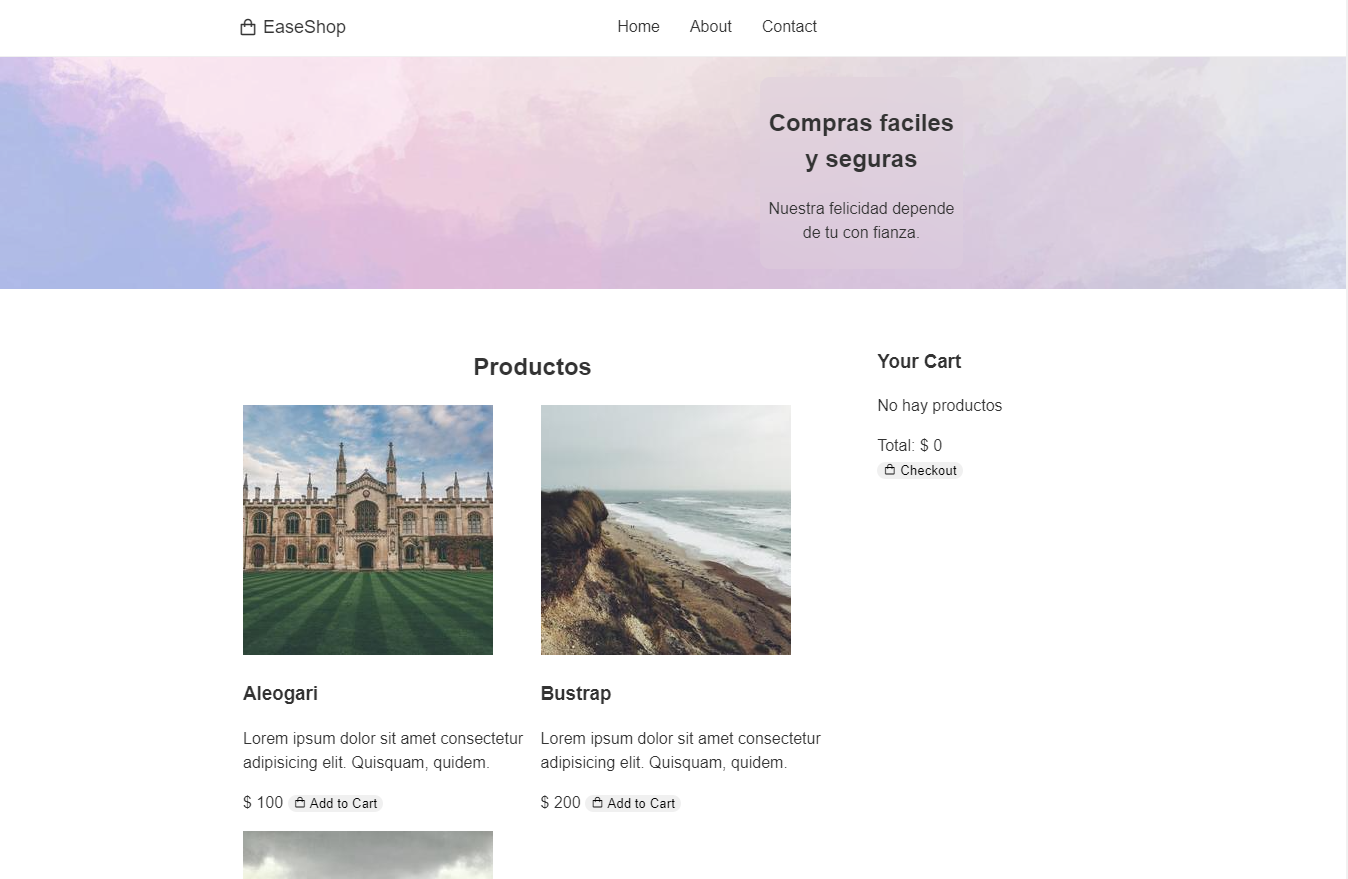 EaseShop
Home About Contact
Compras faciles
y seguras
Nuestra felicidad depende
de tu con fianza.
Productos
Aleogari
Lorem ipsum dolor sit amet consectetur
adipisicing elit. Quisquam, quidem.
$ 100 Add to Cart
Bustrap
Lorem ipsum dolor sit amet consectetur
adipisicing elit. Quisquam, quidem.
$ 200 Add to Cart
Your Cart
No hay productos
Total: $ 0
Checkout